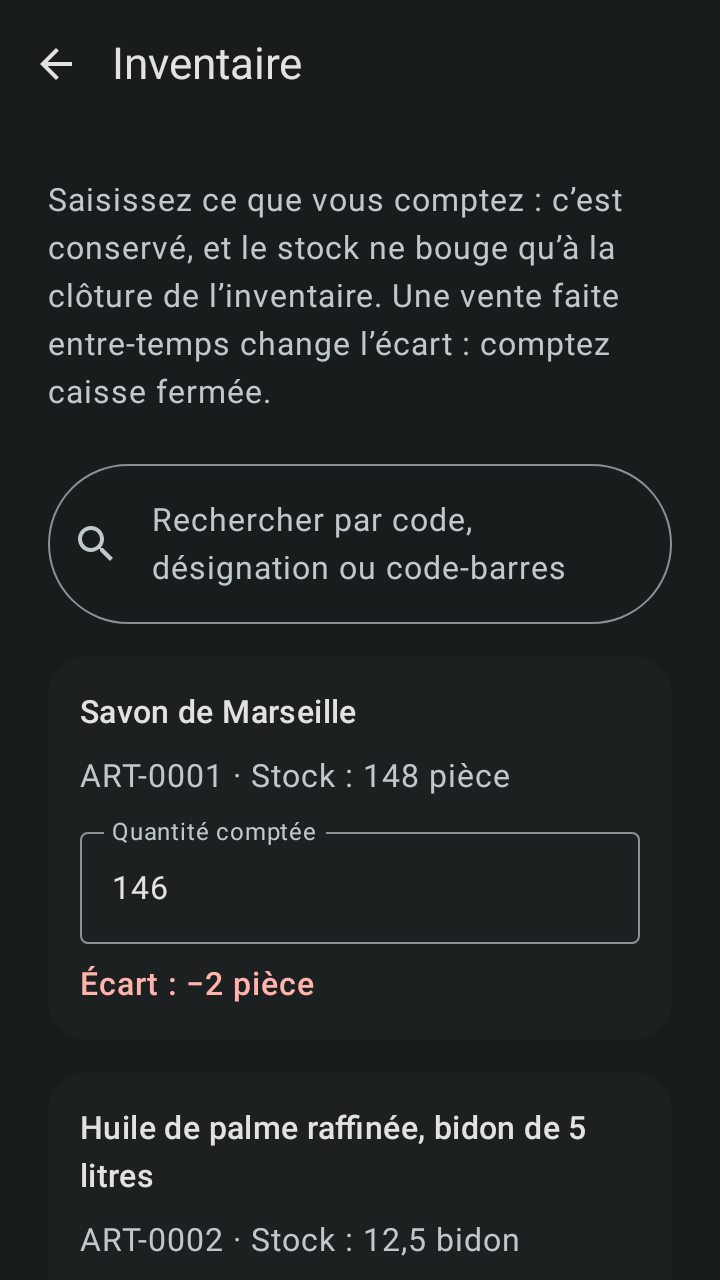 Inventaire
Saisissez ce que vous comptez : c’est
conservé, et le stock ne bouge qu’à la
clôture de l’inventaire. Une vente faite
entre-temps change l’écart : comptez
caisse fermée.
Rechercher par code,
désignation ou code-barres
Savon de Marseille
ART-0001 · Stock : 148 pièce
Quantité comptée
146
Écart : −2 pièce
Huile de palme raffinée, bidon de 5
litres
ART-0002 · Stock : 12,5 bidon